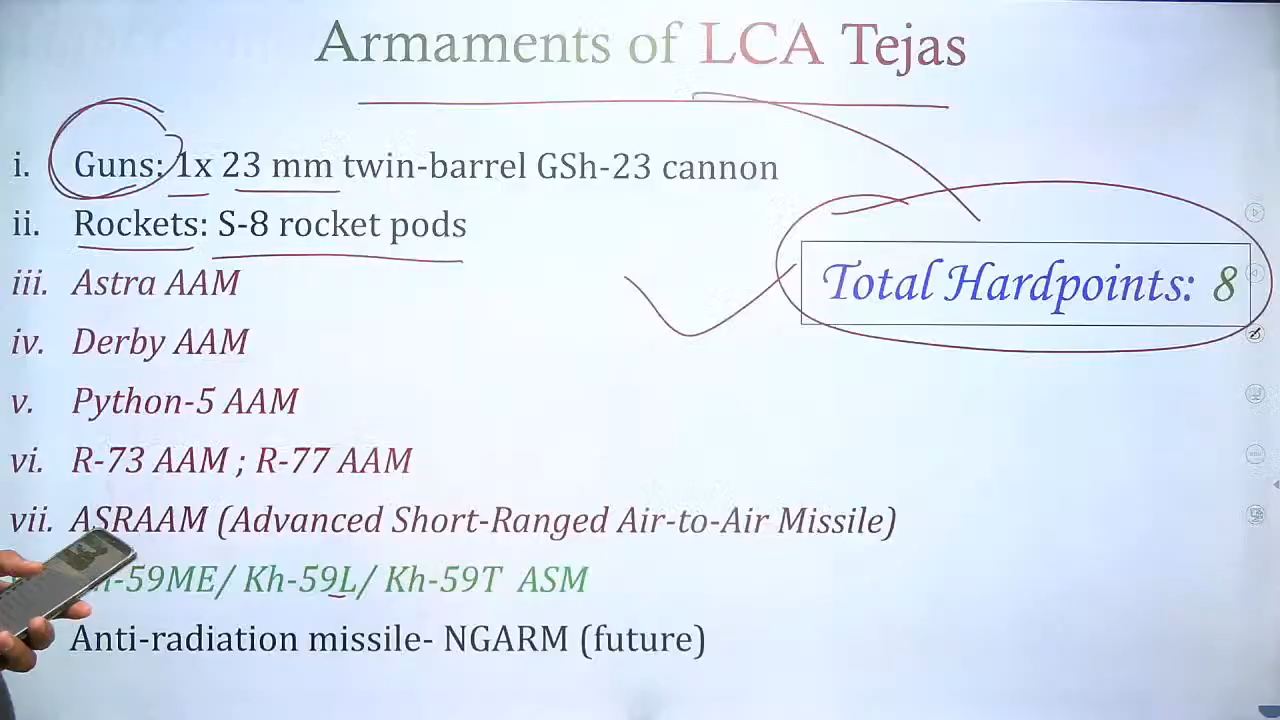 Armaments of LCA Tejas
i. Guns: 1x 23 mm twin-barrel GSh-23 cannon
ii. Rockets: S-8 rocket pods
Total Hardpoints: 8
iii. Astra AAM
iv. Derby AAM
v. Python-5 AAM
vi. R-73 AAM ; R-77 AAM
vii. ASRAAM (Advanced Short-Ranged Air-to-Air Missile)
-59ME/ Kh-59L/ Kh-59T ASM
Anti-radiation missile- NGARM (future)